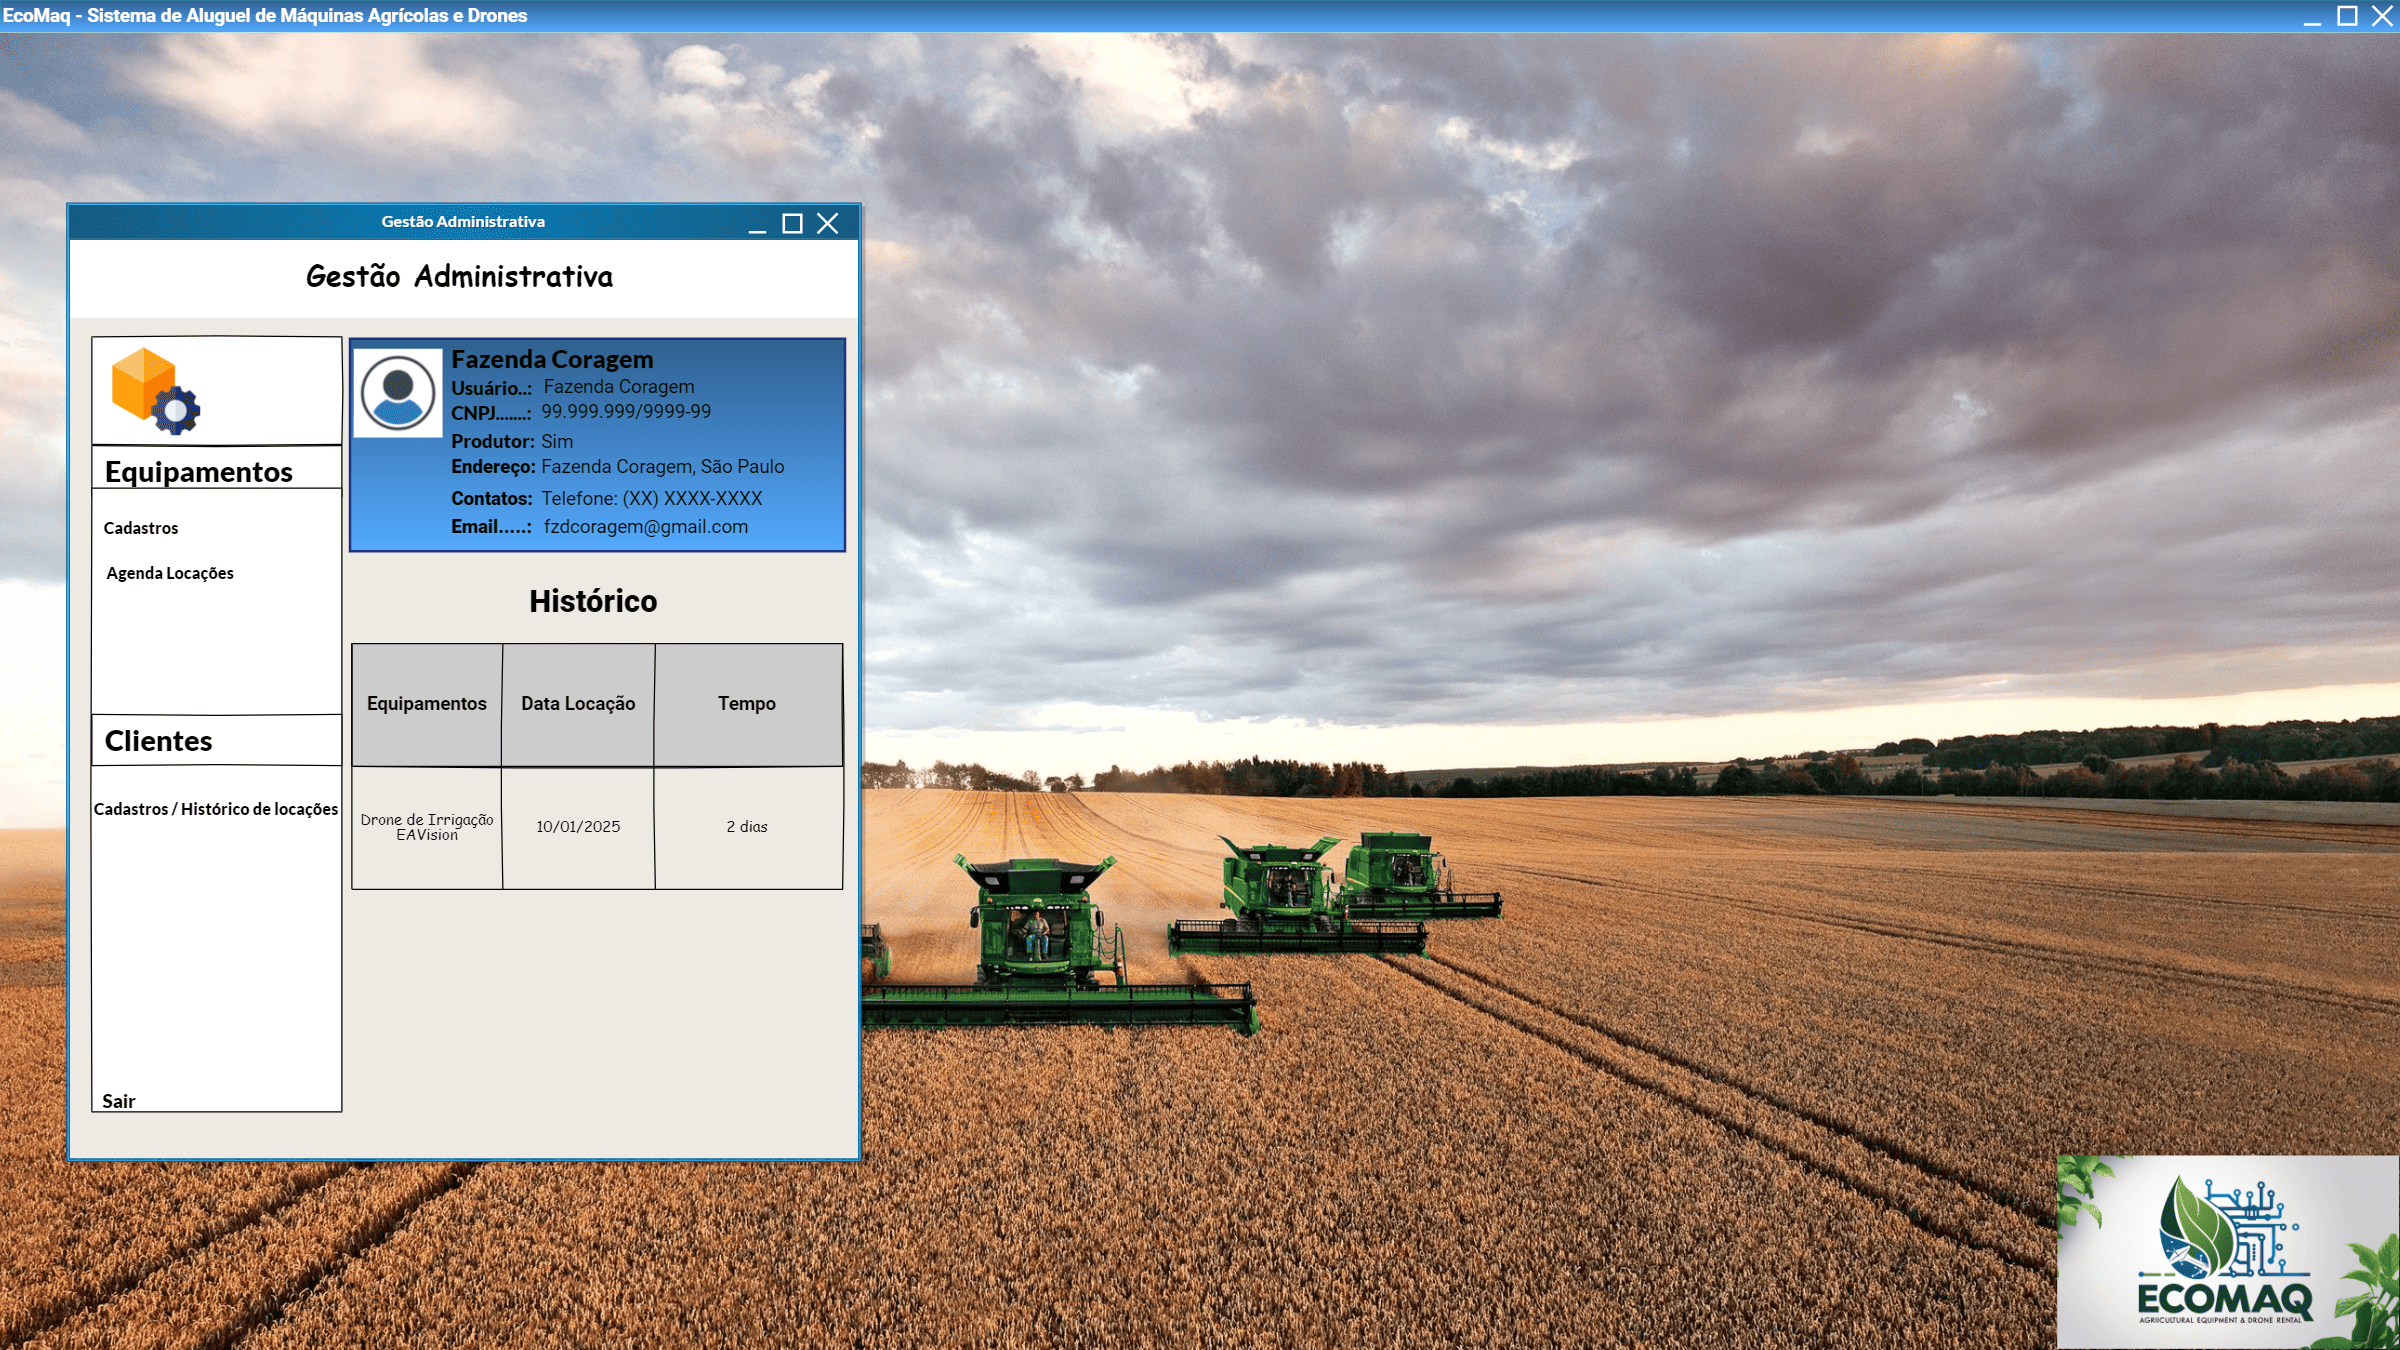 EcoMaq - Sistema de Aluguel de Máquinas Agrícolas e Drones
Gestão Administrativa
Gestão Administrativa
Equipamentos
Cadastros
Agenda Locações
Clientes
Cadastros / Histórico de locações
Sair
Fazenda Coragem
Usuário..: Fazenda Coragem
CNPJ.......: 99.999.999/9999-99
Produtor: Sim
Endereço: Fazenda Coragem, São Paulo
Contatos: Telefone: (XX) XXXX-XXXX
Email.....: fzdcoragem@gmail.com
Histórico
Equipamentos Data Locação Tempo
Drone de Irrigação
EAVision 10/01/2025 2 dias
ECOMAQ
AGRIICULTURAL EQUIPMENT & DRONE RENTAL